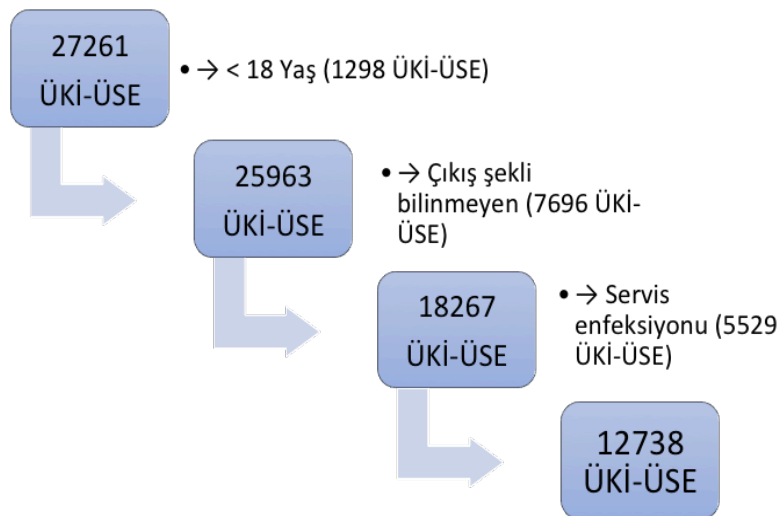 27261
ÜKİ-ÜSE
• → < 18 Yaş (1298 ÜKİ-ÜSE)
25963
ÜKİ-ÜSE
• → Çıkış şekli
bilinmeyen (7696 ÜKİ-
ÜSE)
18267
ÜKİ-ÜSE
• → Servis
enfeksiyonu (5529
ÜKİ-ÜSE)
12738
ÜKİ-ÜSE